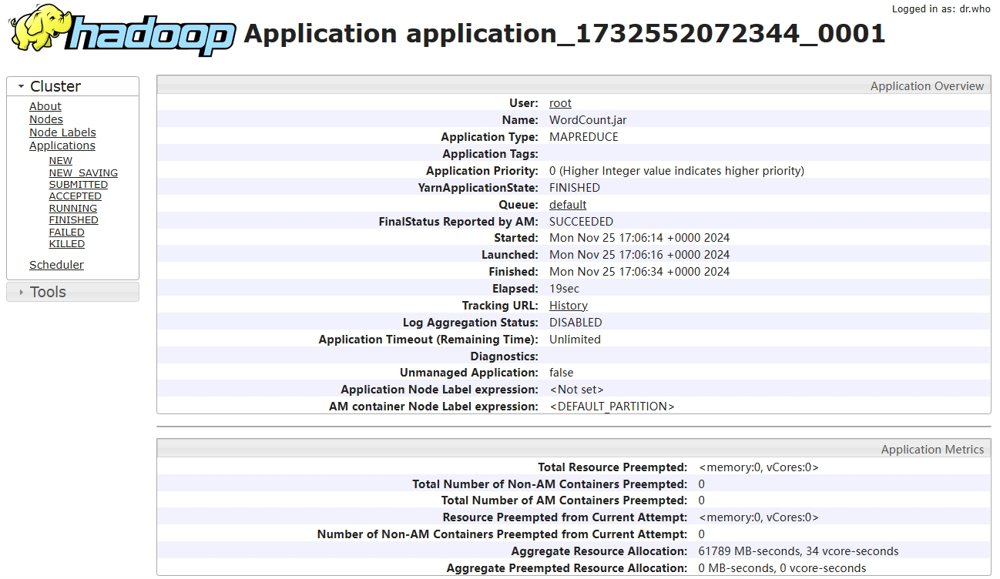 Logged in as: dr.who
hadoop
Application application_1732552072344_0001
Cluster
About
Nodes
Node Labels
Applications
NEW
NEW_SAVING
SUBMITTED
ACCEPTED
RUNNING
FINISHED
FAILED
KILLED
Scheduler
Tools
Application Overview
User: root
Name: WordCount.jar
Application Type: MAPREDUCE
Application Tags:
Application Priority: 0 (Higher Integer value indicates higher priority)
YarnApplicationState: FINISHED
Queue: default
FinalStatus Reported by AM: SUCCEEDED
Started: Mon Nov 25 17:06:14 +0000 2024
Launched: Mon Nov 25 17:06:16 +0000 2024
Finished: Mon Nov 25 17:06:34 +0000 2024
Elapsed: 19sec
Tracking URL: History
Log Aggregation Status: DISABLED
Application Timeout (Remaining Time): Unlimited
Diagnostics:
Unmanaged Application: false
Application Node Label expression: <Not set>
AM container Node Label expression: <DEFAULT_PARTITION>
Application Metrics
Total Resource Preempted: <memory:0, vCores:0>
Total Number of Non-AM Containers Preempted: 0
Total Number of AM Containers Preempted: 0
Resource Preempted from Current Attempt: <memory:0, vCores:0>
Number of Non-AM Containers Preempted from Current Attempt: 0
Aggregate Resource Allocation: 61789 MB-seconds, 34 vcore-seconds
Aggregate Preempted Resource Allocation: 0 MB-seconds, 0 vcore-seconds